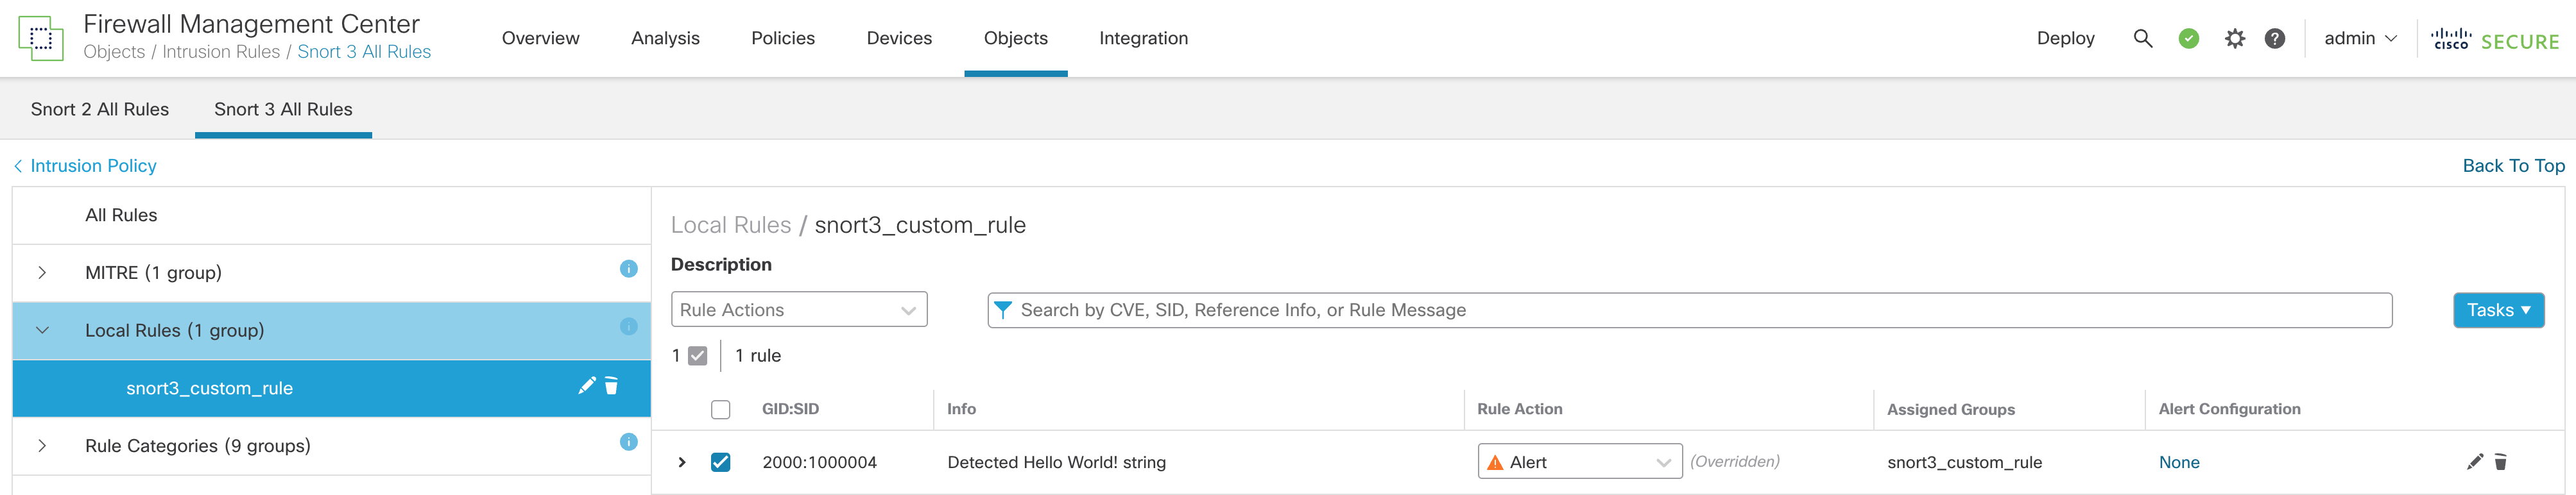 Firewall Management Center
Objects / Intrusion Rules / Snort 3 All Rules
Overview Analysis Policies Devices Objects Integration
Deploy admin cisco SECURE
Snort 2 All Rules Snort 3 All Rules
Intrusion Policy Back To Top
All Rules
MITRE (1 group)
Local Rules (1 group)
snort3_custom_rule
Rule Categories (9 groups)
Local Rules / snort3_custom_rule
Description
Rule Actions Search by CVE, SID, Reference Info, or Rule Message Tasks
1 1 rule
GID:SID Info Rule Action Assigned Groups Alert Configuration
2000:1000004 Detected Hello World! string Alert (Overridden) snort3_custom_rule None